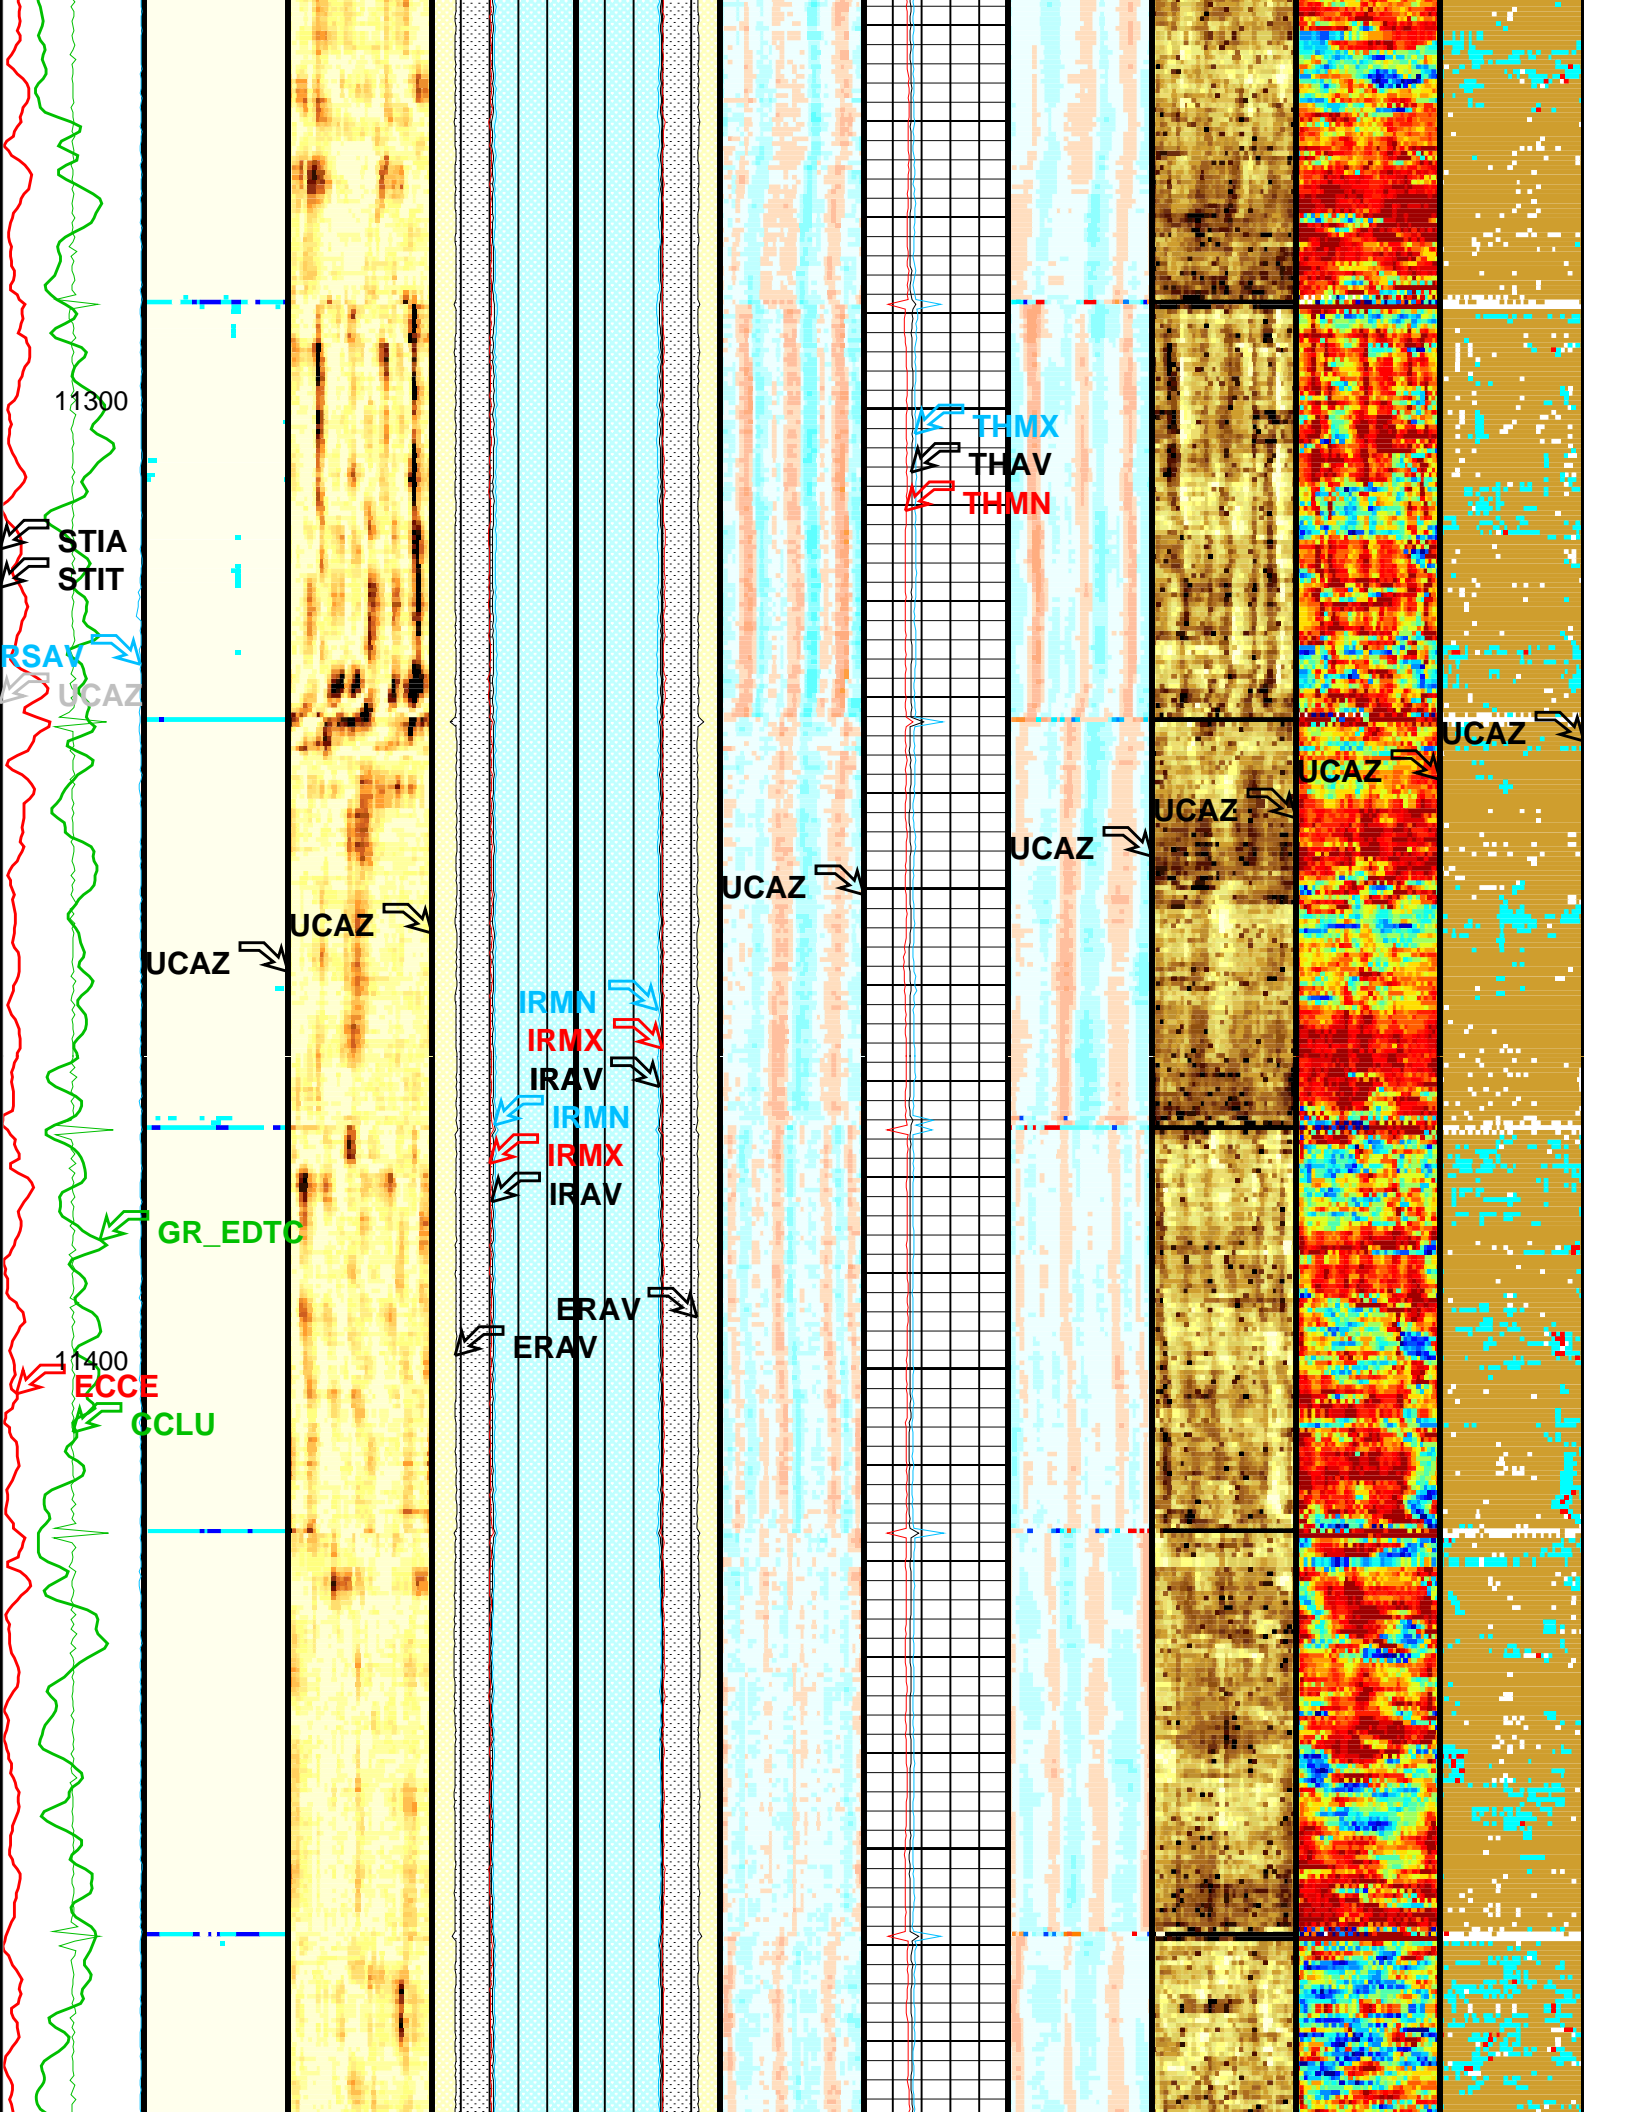 11300
THMX
THAV
THMN
STIA
STIT
RSAV
UCAZ
UCAZ
UCAZ
UCAZ
UCAZ
UCAZ
UCAZ
UCAZ
IRMN
IRMX
IRAV
IRMN
IRMX
IRAV
GR_EDTC
ERAV
ERAV
11400
ECCE
CCLU